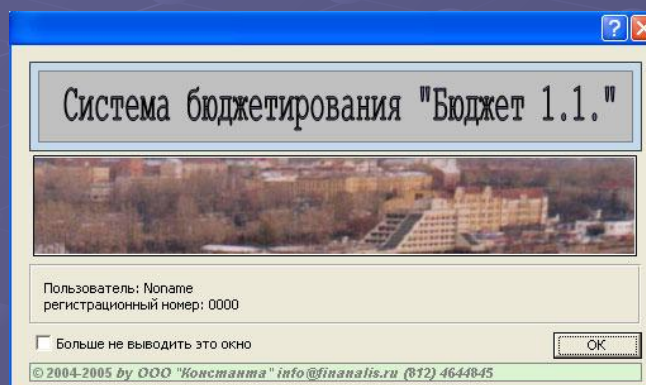 Система бюджетирования "Бюджет 1.1."
Пользователь: Noname
регистрационный номер: 0000
Больше не выводить это окно
OK
© 2004-2005 by ООО "Константа" info@finanalis.ru (812) 4644845